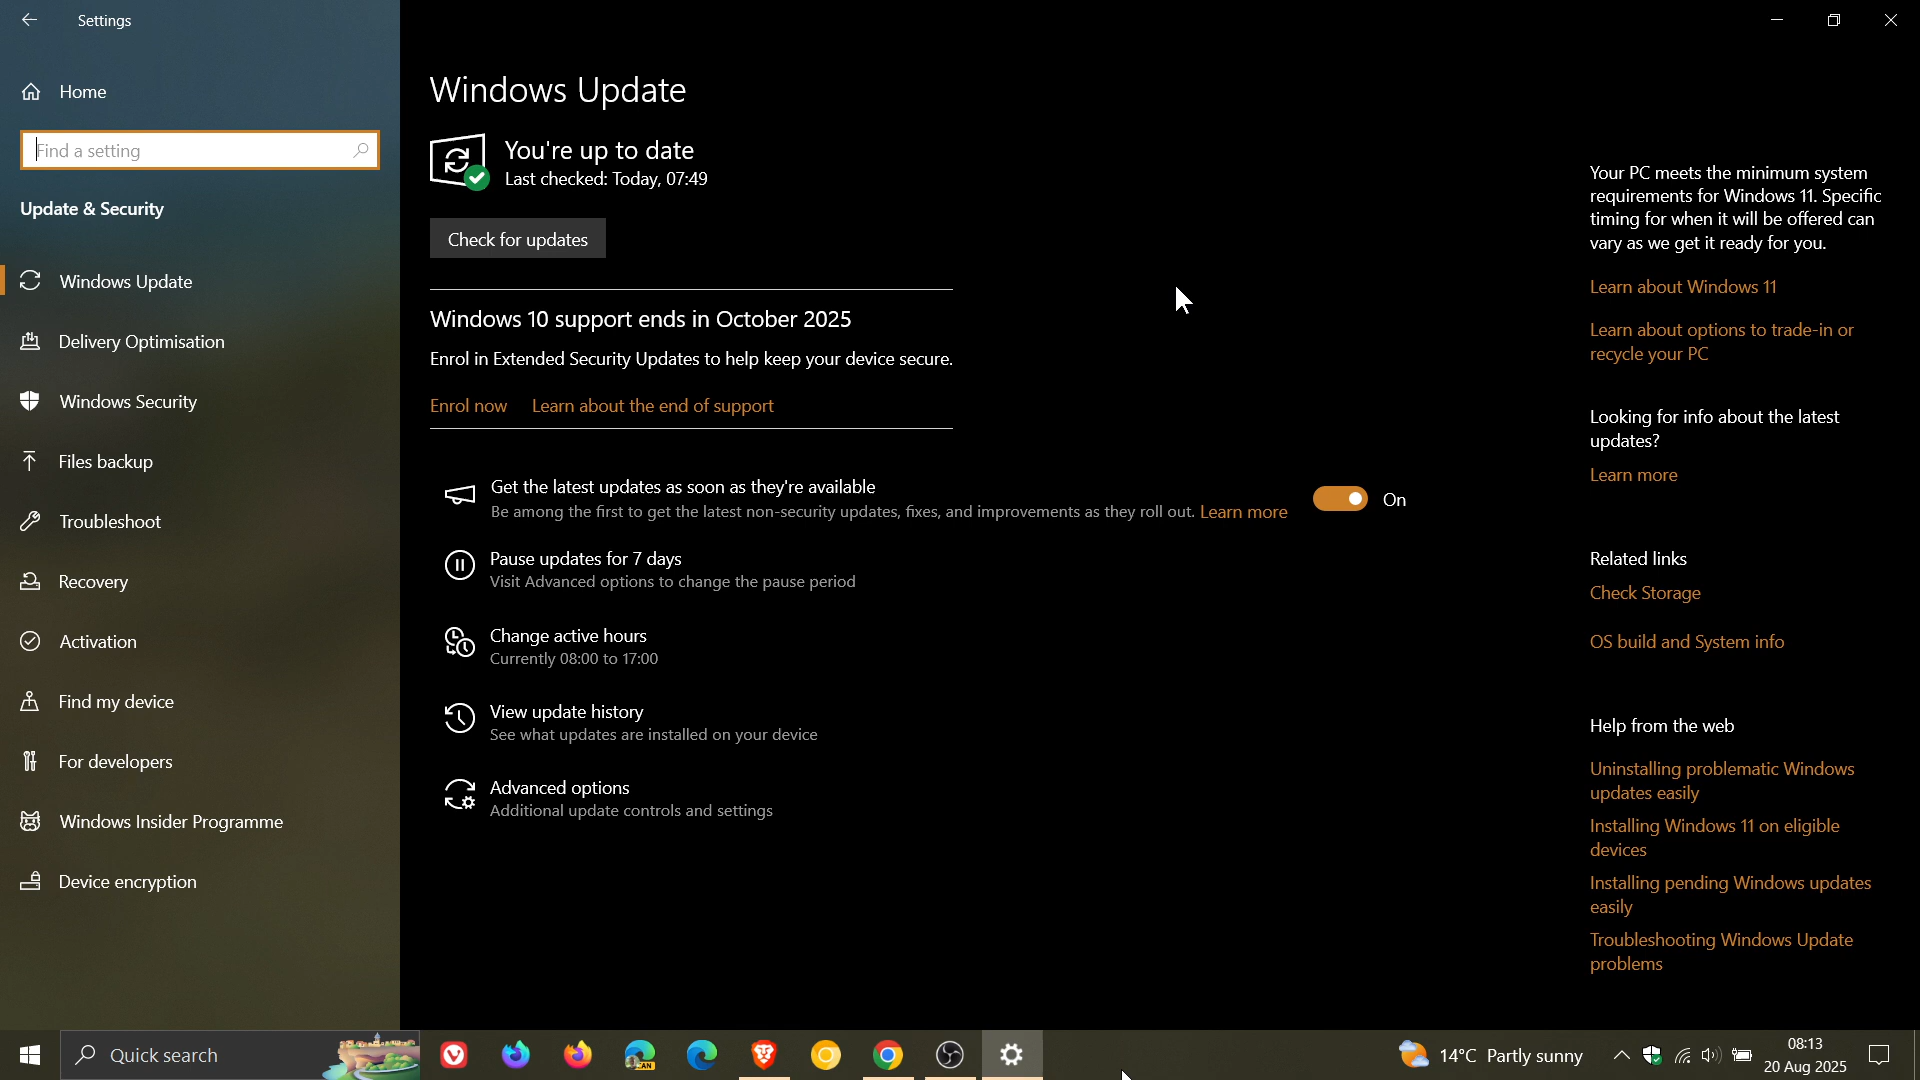 Settings
Home
Find a setting
Update & Security
Windows Update
Delivery Optimisation
Windows Security
Files backup
Troubleshoot
Recovery
Activation
Find my device
For developers
Windows Insider Programme
Device encryption
Windows Update
You're up to date
Last checked: Today, 07:49
Check for updates
Windows 10 support ends in October 2025
Enrol in Extended Security Updates to help keep your device secure.
Enrol now Learn about the end of support
Get the latest updates as soon as they're available
Be among the first to get the latest non-security updates, fixes, and improvements as they roll out. Learn more
On
Pause updates for 7 days
Visit Advanced options to change the pause period
Change active hours
Currently 08:00 to 17:00
View update history
See what updates are installed on your device
Advanced options
Additional update controls and settings
Your PC meets the minimum system
requirements for Windows 11. Specific
timing for when it will be offered can
vary as we get it ready for you.
Learn about Windows 11
Learn about options to trade-in or
recycle your PC
Looking for info about the latest
updates?
Learn more
Related links
Check Storage
OS build and System info
Help from the web
Uninstalling problematic Windows
updates easily
Installing Windows 11 on eligible
devices
Installing pending Windows updates
easily
Troubleshooting Windows Update
problems
Quick search
CAN
14°C Partly sunny
08:13
20 Aug 2025